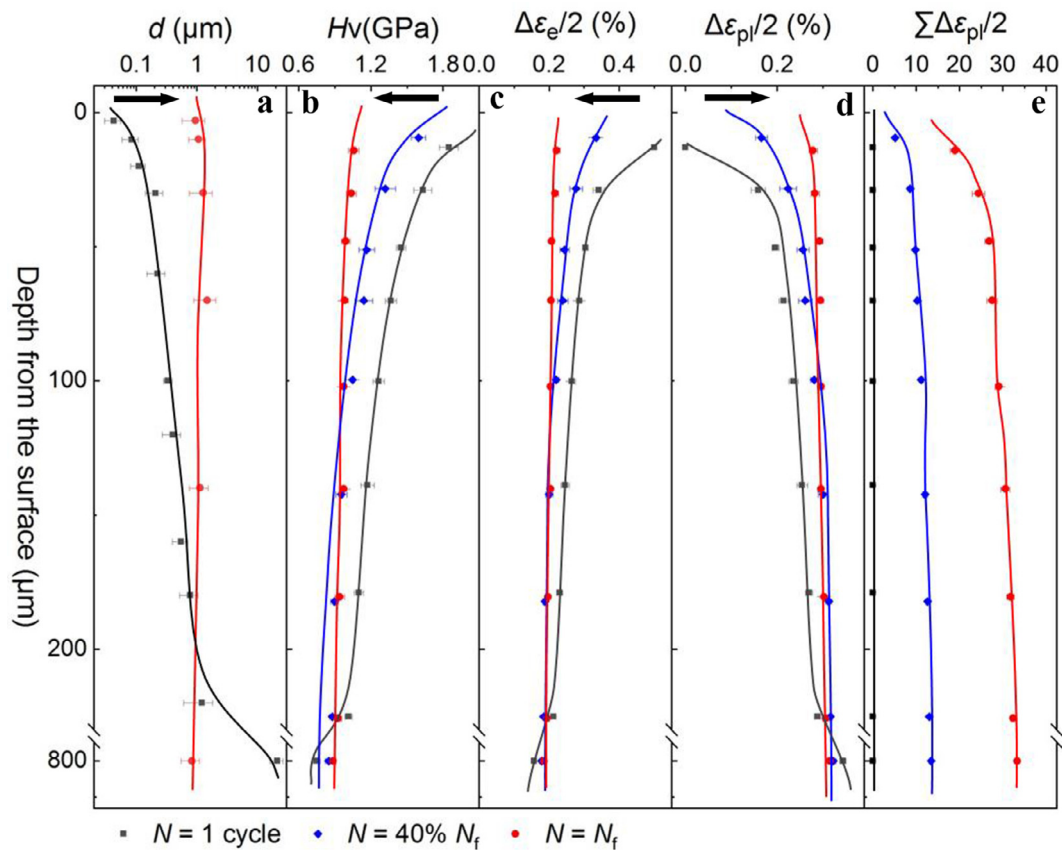 d (μm)
Hv(GPa)
Δεe/2 (%)
Δεpl/2 (%)
∑Δεpl/2
0.1 1 10
0.6 1.2 1.8
0.0 0.2 0.4
0.0 0.2
0 10 20 30 40
a b c d e
0
100
200
800
Depth from the surface (μm)
N = 1 cycle N = 40% Nf N = Nf